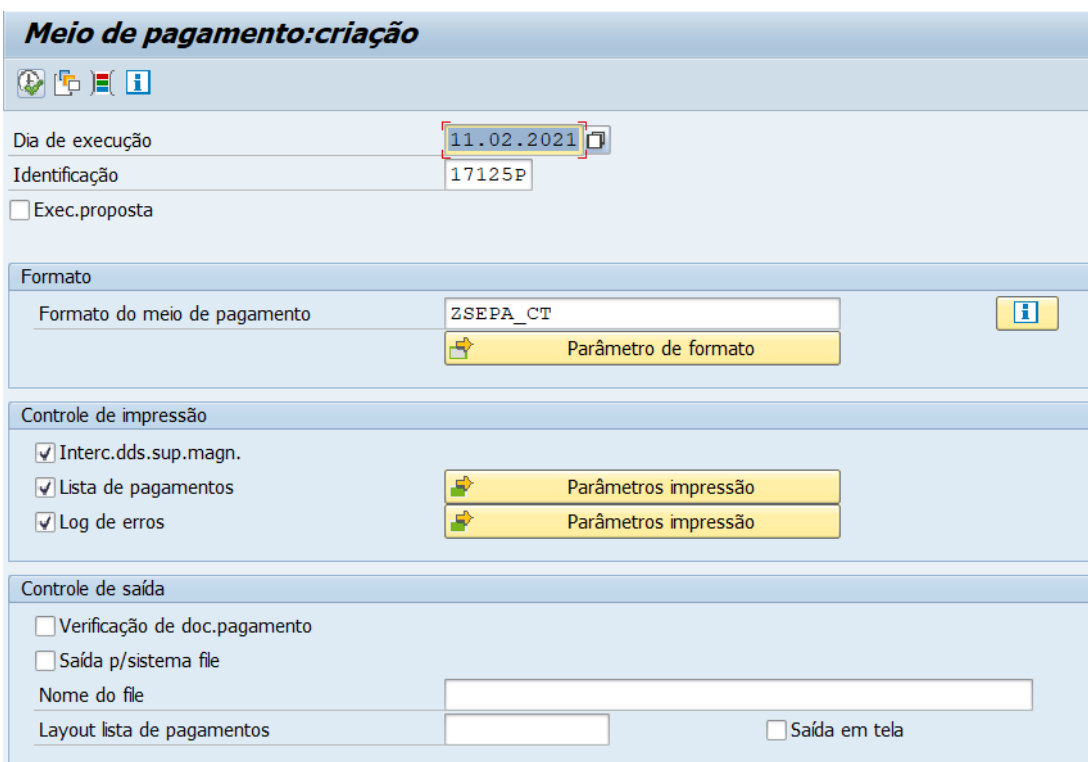 Meio de pagamento:criação
Dia de execução 11.02.2021
Identificação 17125P
Exec.proposta
Formato
Formato do meio de pagamento ZSEPA_CT
Parâmetro de formato
Controle de impressão
Interc.dds.sup.magn.
Lista de pagamentos Parâmetros impressão
Log de erros Parâmetros impressão
Controle de saída
Verificação de doc.pagamento
Saída p/sistema file
Nome do file
Layout lista de pagamentos Saída em tela